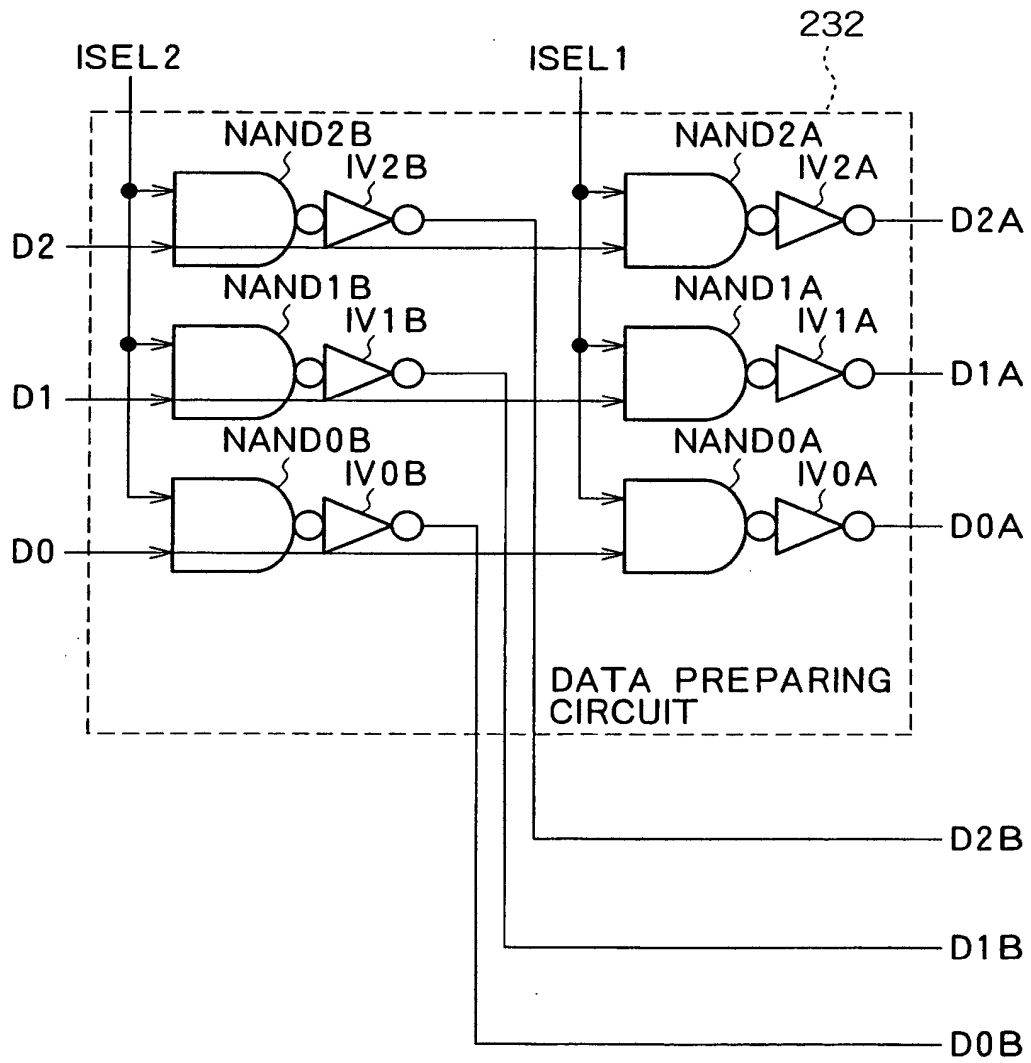 232
ISEL2
ISEL1
NAND2B
IV2B
NAND2A
IV2A
D2
D2A
NAND1B
IV1B
NAND1A
IV1A
D1
D1A
NAND0B
IV0B
NAND0A
IV0A
D0
D0A
DATA PREPARING
CIRCUIT
D2B
D1B
D0B